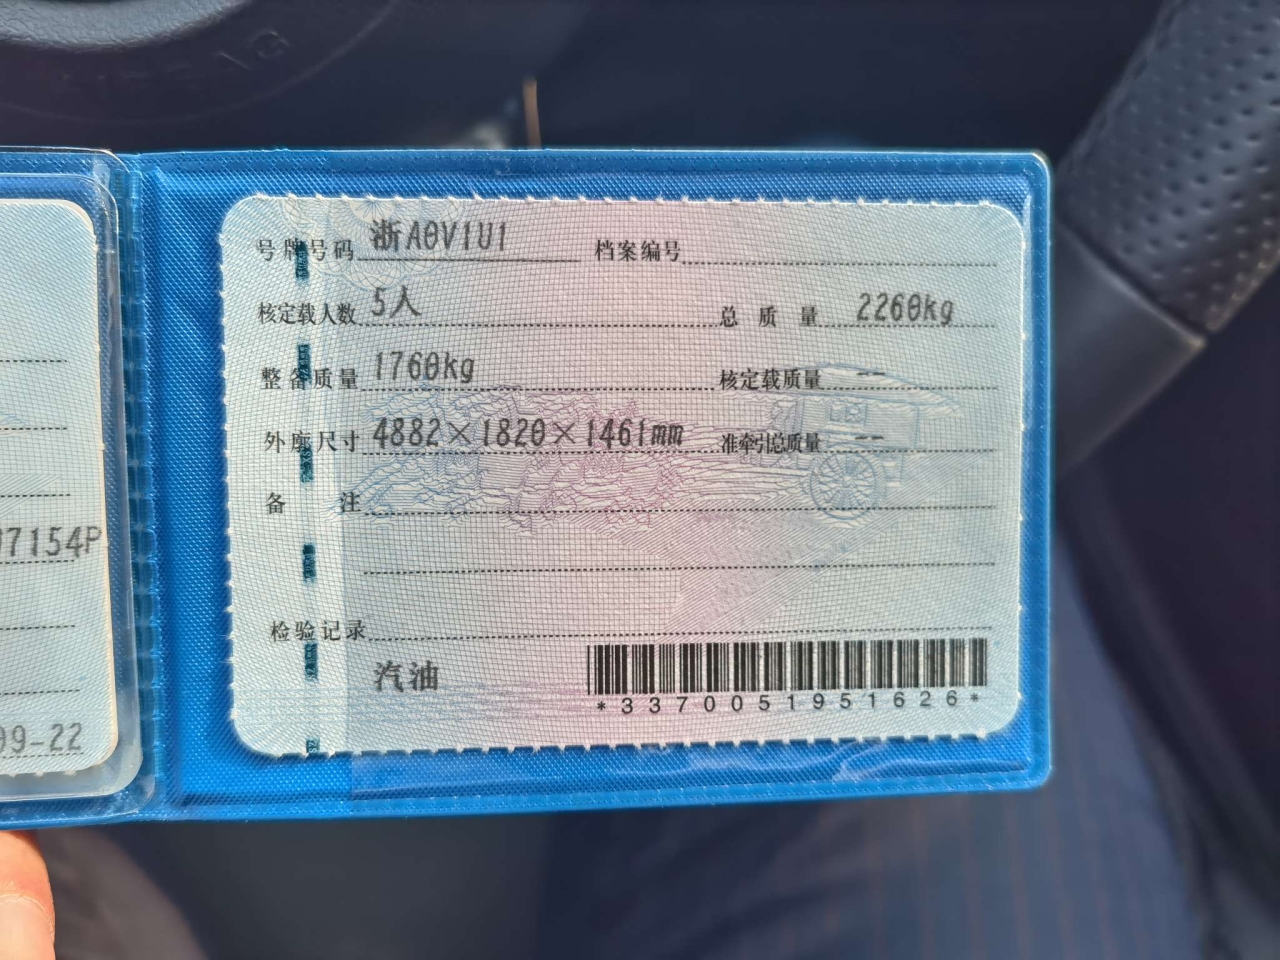 号牌号码 浙A0V1U1 档案编号
核定载人数 5人 总质量 2260kg
整备质量 1760kg 核定载质量 --
外廓尺寸 4882×1820×1461mm 准牵引总质量 --
备注
7154P
检验记录
汽油
*3370051951626*
99-22